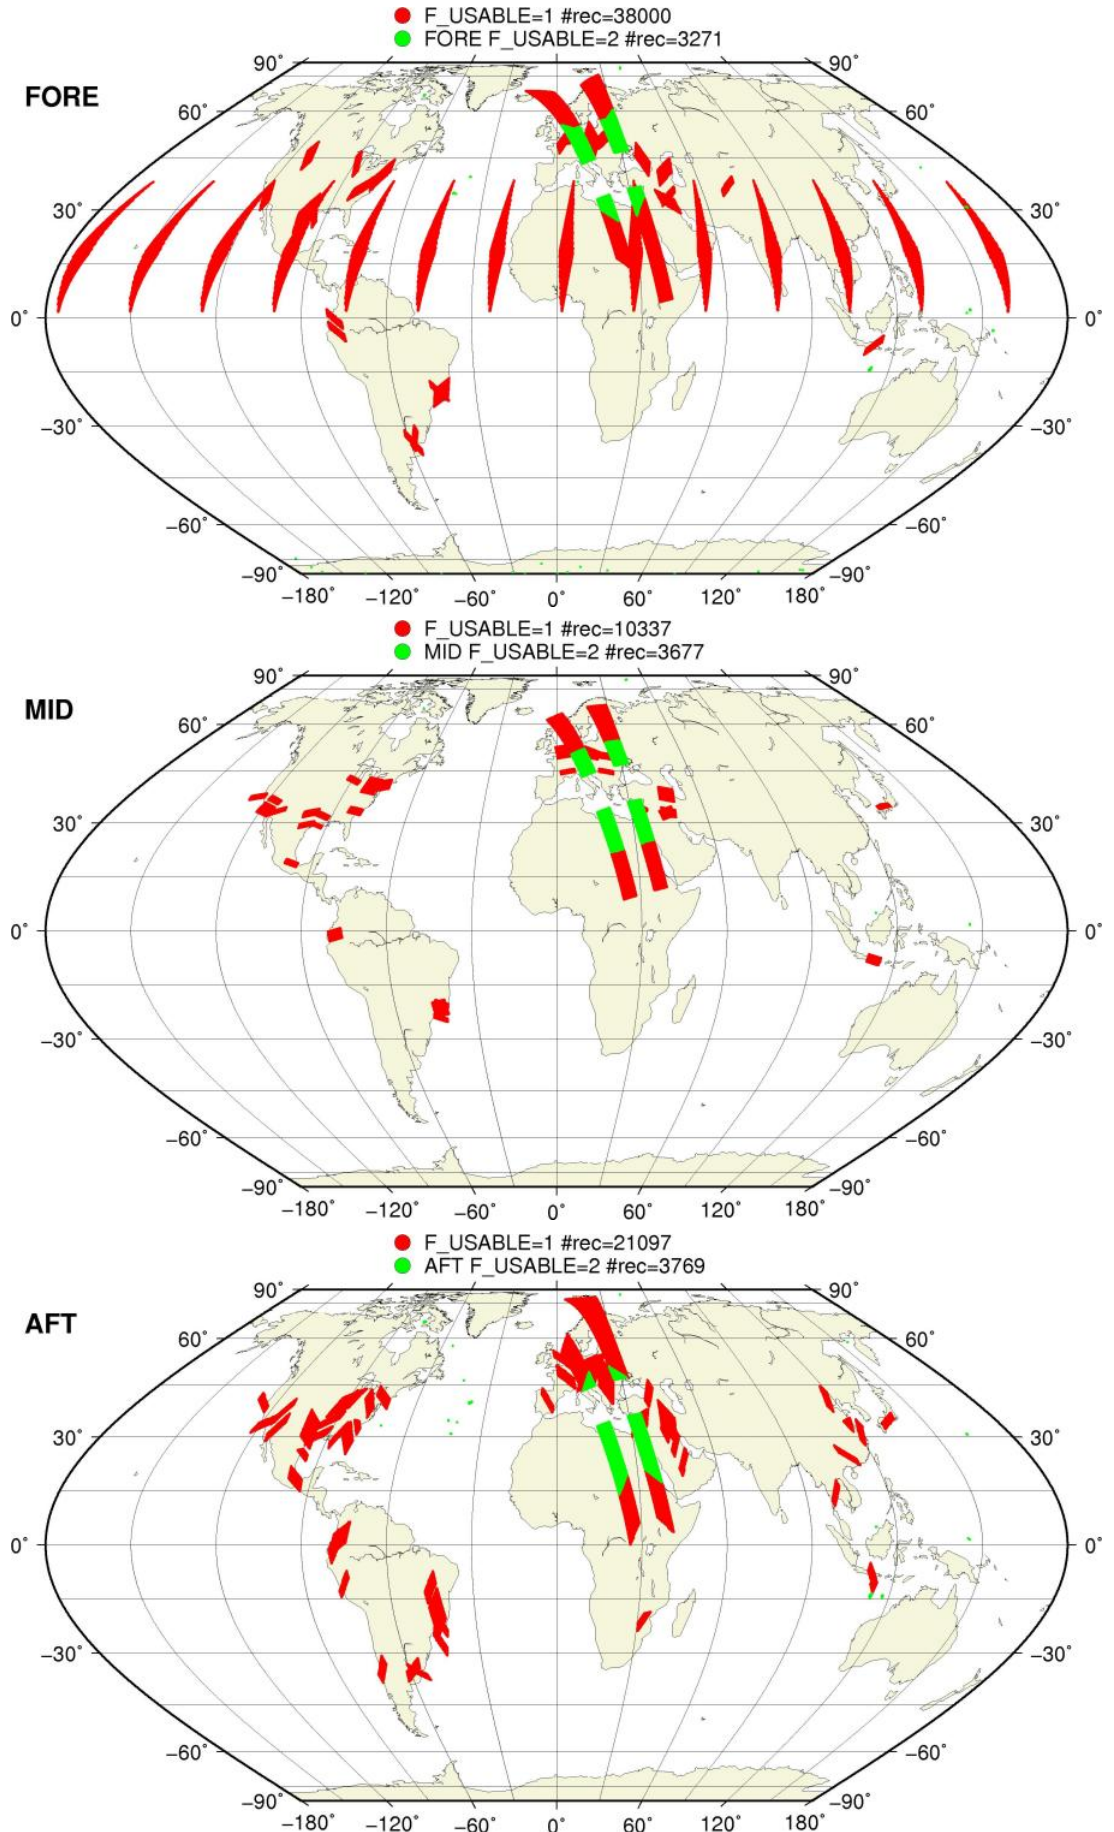 F_USABLE=1 #rec=38000
FORE F_USABLE=2 #rec=3271
FORE
90° 90°
60° 60°
30° 30°
0° 0°
−30° −30°
−60° −60°
−90° −90°
−180° −120° −60° 0° 60° 120° 180°
F_USABLE=1 #rec=10337
MID F_USABLE=2 #rec=3677
MID
90° 90°
60° 60°
30° 30°
0° 0°
−30° −30°
−60° −60°
−90° −90°
−180° −120° −60° 0° 60° 120° 180°
F_USABLE=1 #rec=21097
AFT F_USABLE=2 #rec=3769
AFT
90° 90°
60° 60°
30° 30°
0° 0°
−30° −30°
−60° −60°
−90° −90°
−180° −120° −60° 0° 60° 120° 180°